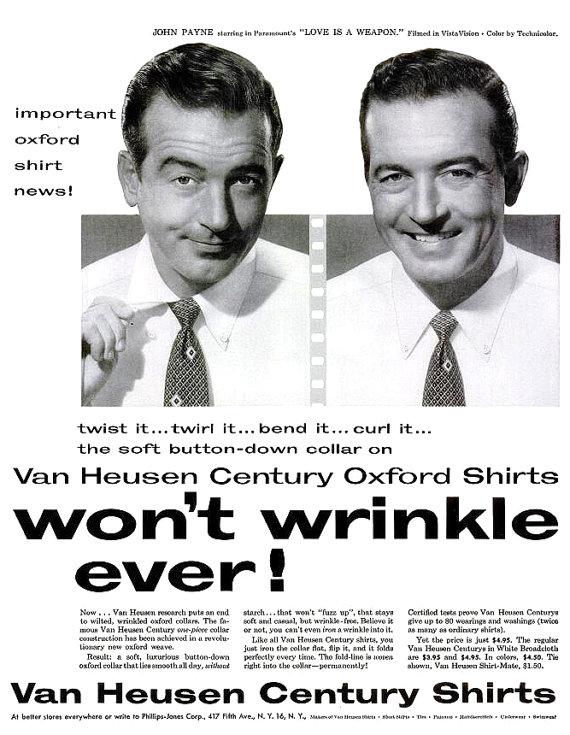 JOHN PAYNE starring in Paramount's "LOVE IS A WEAPON." Filmed in VistaVision • Color by Technicolor.
important
oxford
shirt
news!
twist it...twirl it...bend it...curl it...
the soft button-down collar on
Van Heusen Century Oxford Shirts
won't wrinkle
ever!
Now . . . Van Heusen research puts an end
to wilted, wrinkled oxford collars. The fa-
mous Van Heusen Century one-piece collar
construction has been achieved in a revolu-
tionary new oxford weave.
Result: a soft, luxurious button-down
oxford collar that lies smooth all day, without
starch...that won't "fuzz up", that stays
soft and casual, but wrinkle-free. Believe it
or not, you can't even iron a wrinkle into it.
Like all Van Heusen Century shirts, you
just iron the collar flat, flip it, and it folds
perfectly every time. The fold-line is woven
right into the collar—permanently!
Certified tests prove Van Heusen Centurys
give up to 80 wearings and washings (twice
as many as ordinary shirts).
Yet the price is just $4.95. The regular
Van Heusen Centurys in White Broadcloth
are $3.95 and $4.95. In colors, $4.50. Tie
shown, Van Heusen Shirt-Mate, $1.50.
Van Heusen Century Shirts
At better stores everywhere or write to Phillips-Jones Corp., 417 Fifth Ave., N. Y. 16, N. Y., Makers of Van Heusen Shirts • Sport Shirts • Ties • Pajamas • Handkerchiefs • Underwear • Swimwear